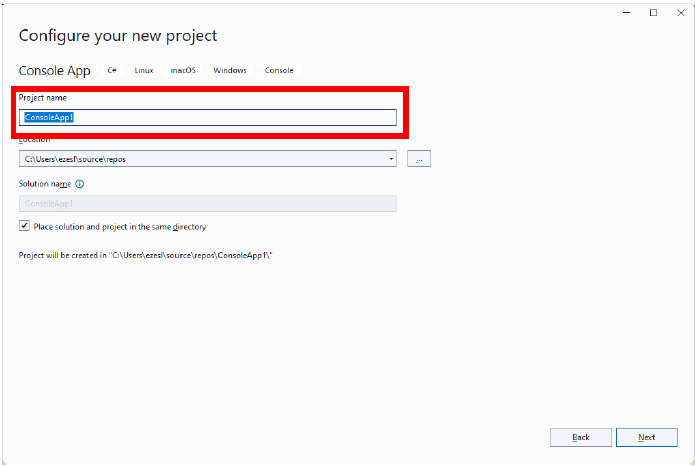 Configure your new project
Console App C# Linux macOS Windows Console
Project name
ConsoleApp1
Location
C:\Users\ezesl\source\repos ...
Solution name
ConsoleApp1
Place solution and project in the same directory
Project will be created in "C:\Users\ezesl\source\repos\ConsoleApp1\"
Back Next